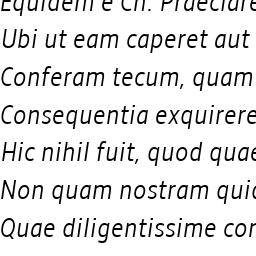 Equidem e Cn. Praeclare
Ubi ut eam caperet aut
Conferam tecum, quam
Consequentia exquirere
Hic nihil fuit, quod quae
Non quam nostram quid
Quae diligentissime con